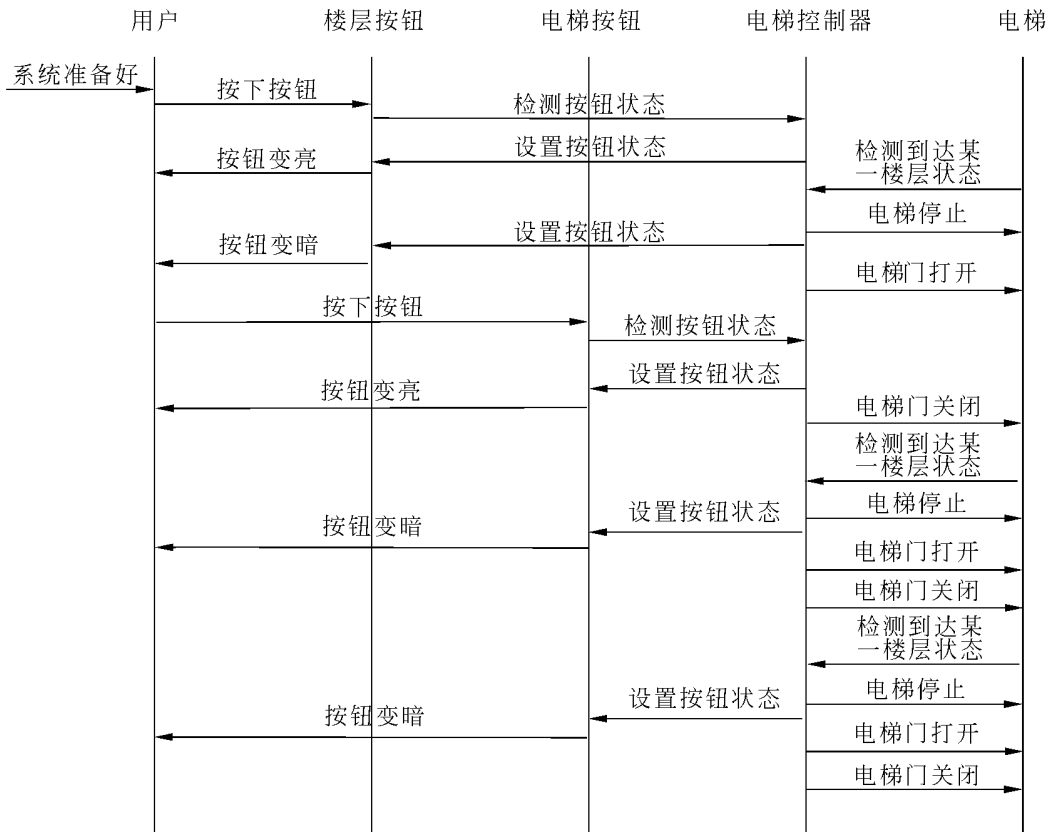 用户
楼层按钮
电梯按钮
电梯控制器
电梯
系统准备好
按下按钮
检测按钮状态
设置按钮状态
按钮变亮
检测到达某
一楼层状态
电梯停止
设置按钮状态
按钮变暗
电梯门打开
按下按钮
检测按钮状态
设置按钮状态
按钮变亮
电梯门关闭
检测到达某
一楼层状态
电梯停止
设置按钮状态
按钮变暗
电梯门打开
电梯门关闭
检测到达某
一楼层状态
电梯停止
设置按钮状态
按钮变暗
电梯门打开
电梯门关闭